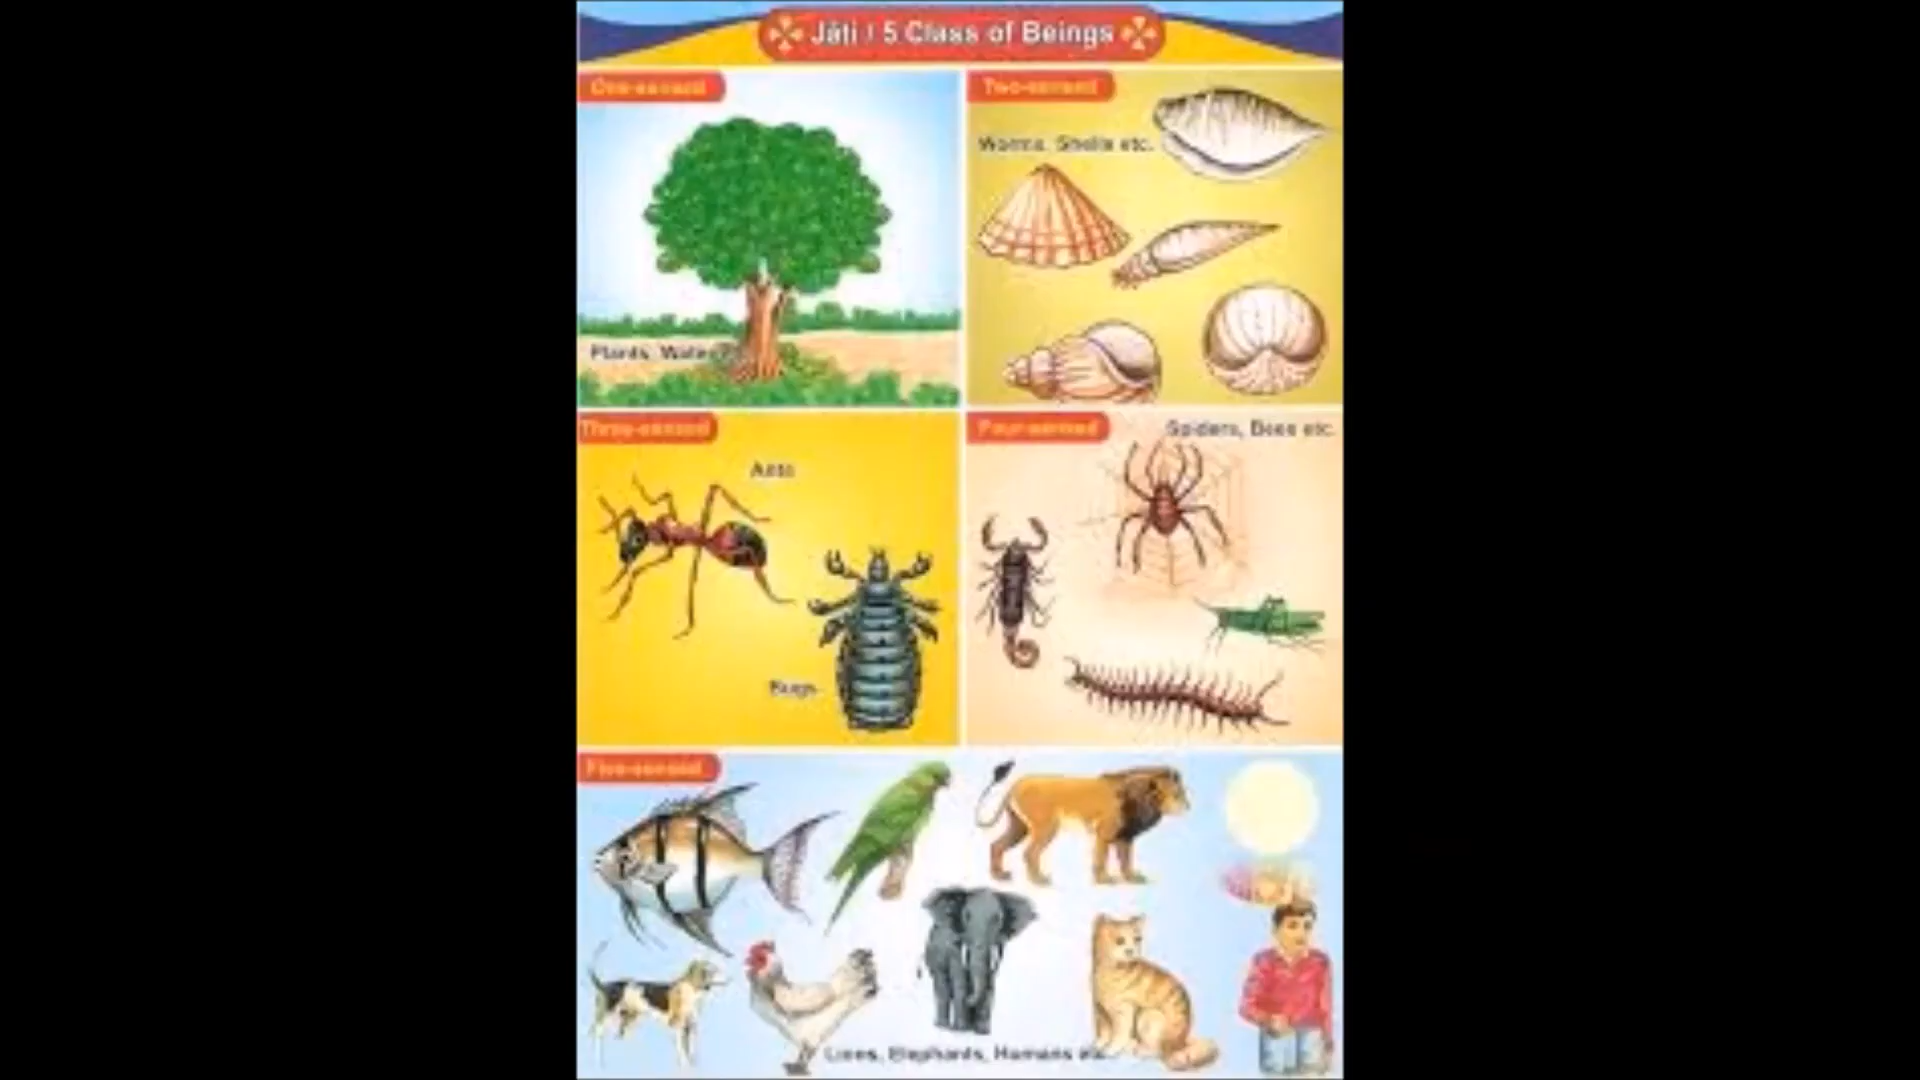 Jāti / 5 Class of Beings
One-sensed
Two-sensed
Worms, Shells etc.
Plants, Water
Three-sensed
Four-sensed
Spiders, Bees etc.
Ants
Bugs
Five-sensed
Lions, Elephants, Humans etc.